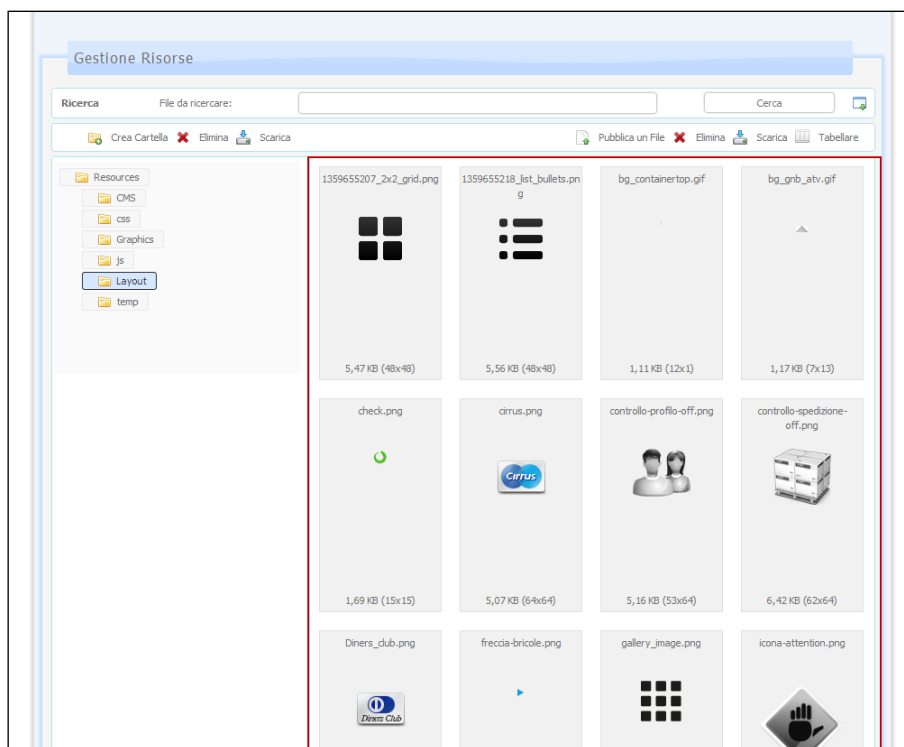 Gestione Risorse
Ricerca File da ricercare: Cerca
Crea Cartella Elimina Scarica Pubblica un File Elimina Scarica Tabellare
Resources
CMS
css
Graphics
js
Layout
temp
1359655207_2x2_grid.png 1359655218_list_bullets.pn bg_containertop.gif bg_gnb_atv.gif
g
5,47 KB (48x48) 5,56 KB (48x48) 1,11 KB (12x1) 1,17 KB (7x13)
check.png cirrus.png controllo-profilo-off.png controllo-spedizione-
off.png
Cirrus
1,69 KB (15x15) 5,07 KB (64x64) 5,16 KB (53x64) 6,42 KB (62x64)
Diners_club.png freccia-bricole.png gallery_image.png icona-attention.png
Diners Club